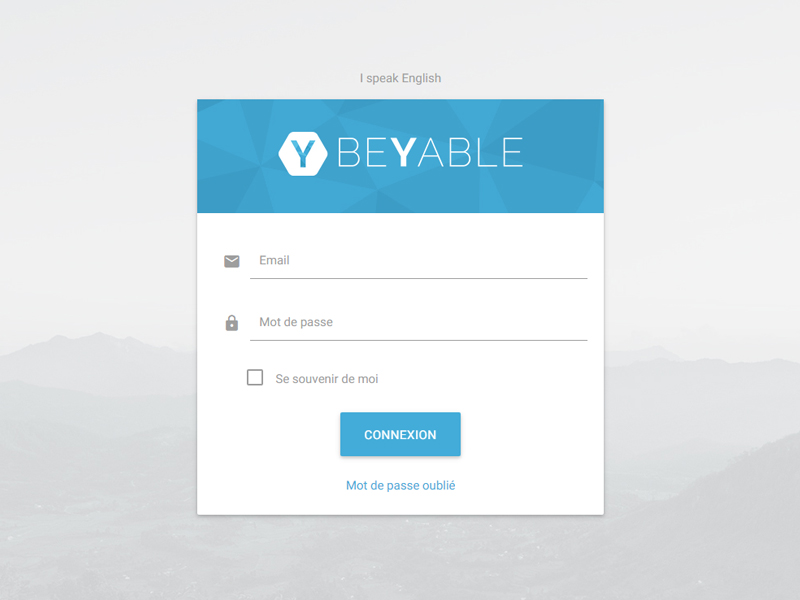 I speak English
Y BEYABLE
Email
Mot de passe
Se souvenir de moi
CONNEXION
Mot de passe oublié